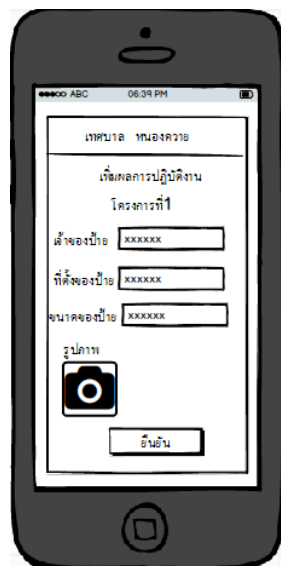 ABC 06:39 PM
เทศบาล หนองควาย
เพิ่มผลการปฏิบัติงาน
โครงการที่1
เจ้าของป้าย xxxxxx
ที่ตั้งของป้าย xxxxxx
ขนาดของป้าย xxxxxx
รูปภาพ
ยืนยัน